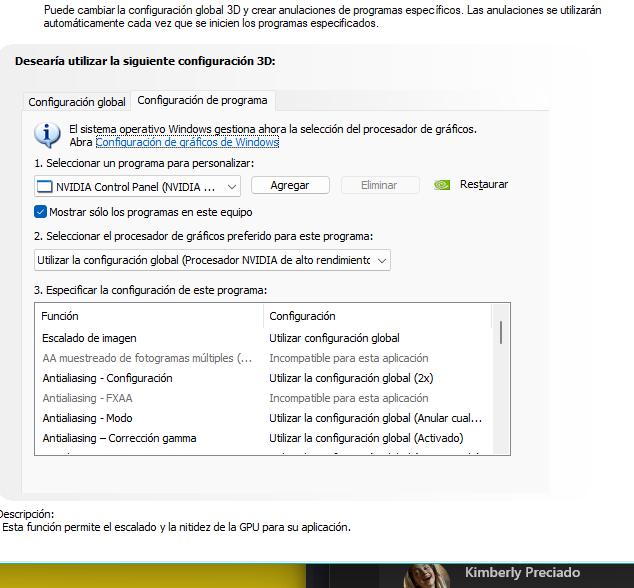 Puede cambiar la configuración global 3D y crear anulaciones de programas específicos. Las anulaciones se utilizarán
automáticamente cada vez que se inicien los programas especificados.
Desearía utilizar la siguiente configuración 3D:
Configuración global Configuración de programa
El sistema operativo Windows gestiona ahora la selección del procesador de gráficos.
Abra Configuración de gráficos de Windows
1. Seleccionar un programa para personalizar:
NVIDIA Control Panel (NVIDIA ... Agregar Eliminar Restaurar
Mostrar sólo los programas en este equipo
2. Seleccionar el procesador de gráficos preferido para este programa:
Utilizar la configuración global (Procesador NVIDIA de alto rendimiento
3. Especificar la configuración de este programa:
Función Configuración
Escalado de imagen Utilizar configuración global
AA muestreado de fotogramas múltiples (... Incompatible para esta aplicación
Antialiasing - Configuración Utilizar la configuración global (2x)
Antialiasing - FXAA Incompatible para esta aplicación
Antialiasing - Modo Utilizar la configuración global (Anular cual...
Antialiasing – Corrección gamma Utilizar la configuración global (Activado)
Descripción:
Esta función permite el escalado y la nitidez de la GPU para su aplicación.
Kimberly Preciado